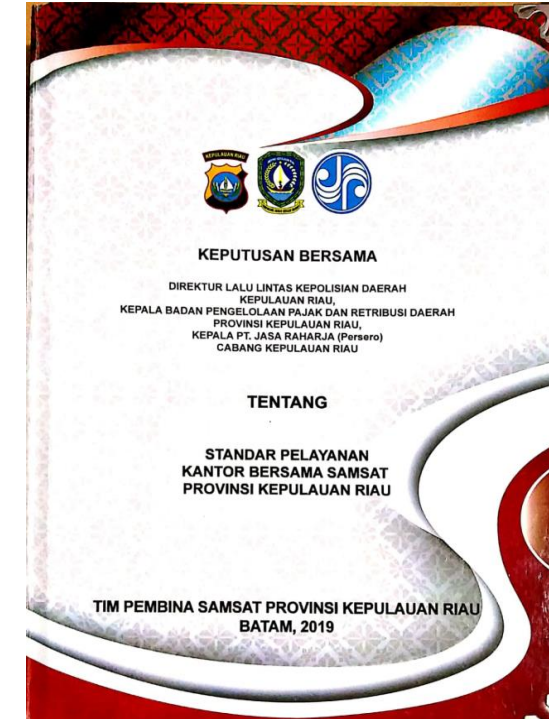 KEPULAUAN RIAU
KEPUTUSAN BERSAMA
DIREKTUR LALU LINTAS KEPOLISIAN DAERAH
KEPULAUAN RIAU,
KEPALA BADAN PENGELOLAAN PAJAK DAN RETRIBUSI DAERAH
PROVINSI KEPULAUAN RIAU,
KEPALA PT. JASA RAHARJA (Persero)
CABANG KEPULAUAN RIAU
TENTANG
STANDAR PELAYANAN
KANTOR BERSAMA SAMSAT
PROVINSI KEPULAUAN RIAU
TIM PEMBINA SAMSAT PROVINSI KEPULAUAN RIAU
BATAM, 2019